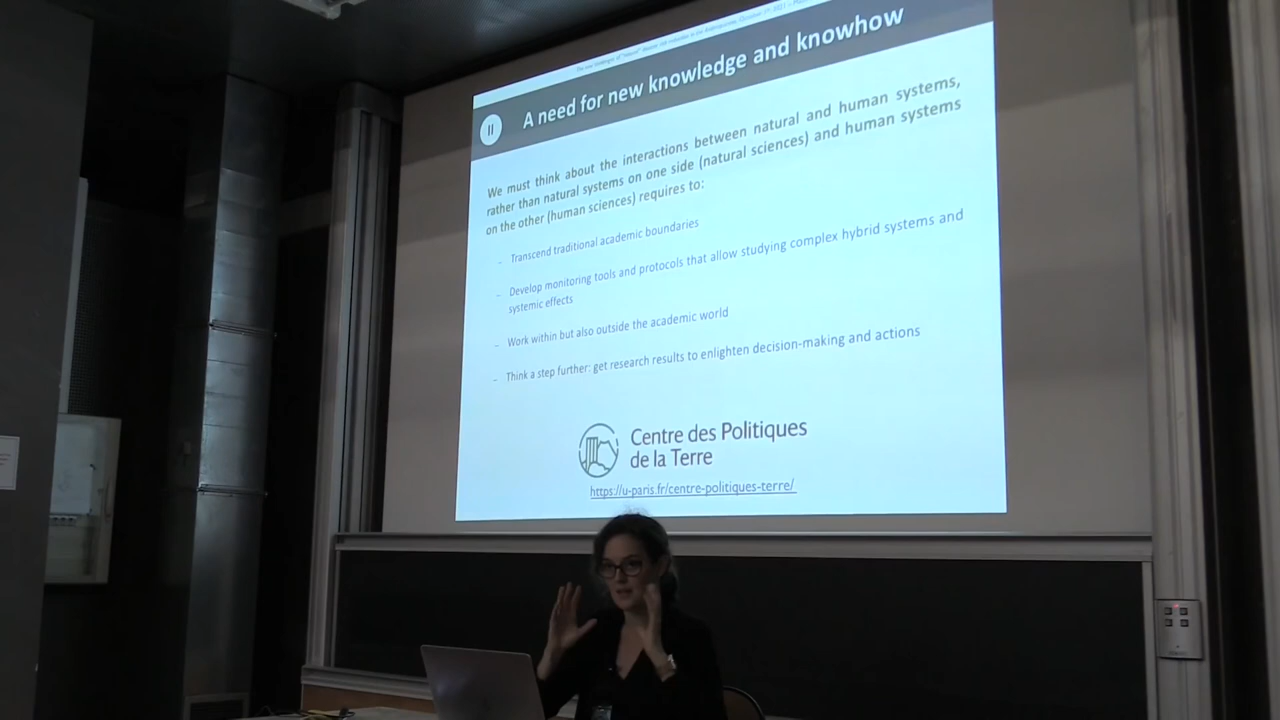 A need for new knowledge and knowhow
II
We must think about the interactions between natural and human systems,
rather than natural systems on one side (natural sciences) and human systems
on the other (human sciences) requires to:
- Transcend traditional academic boundaries
- Develop monitoring tools and protocols that allow studying complex hybrid systems and
systemic effects
- Work within but also outside the academic world
- Think a step further: get research results to enlighten decision-making and actions
Centre des Politiques
de la Terre
https://u-paris.fr/centre-politiques-terre/